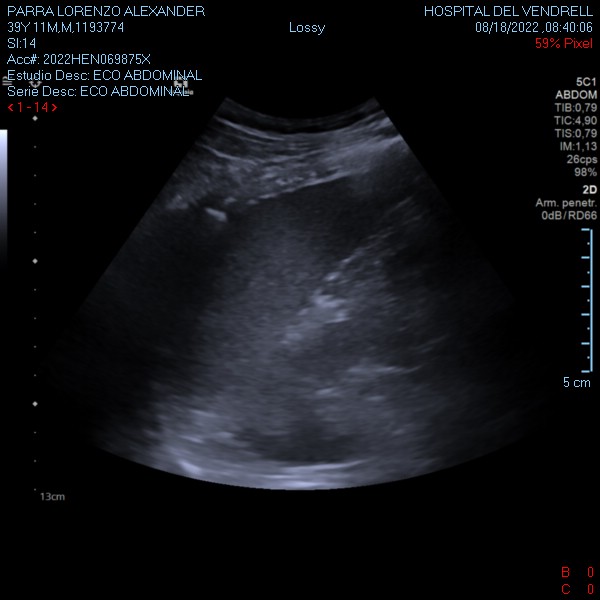 PARRA LORENZO ALEXANDER
HOSPITAL DEL VENDRELL
39Y 11M,M,1193774
Lossy
08/18/2022 ,08:40:06
SI:14
59% Pixel
Acc#: 2022HEN069875X
Estudio Desc: ECO ABDOMINAL
Serie Desc: ECO ABDOMINAL
< 1 - 14 >
5C1
ABDOM
TIB:0,79
TIC:4,90
TIS:0,79
IM:1,13
26cps
98%
2D
Arm. penetr.
0dB/RD66
5 cm
13cm
B 0
C 0